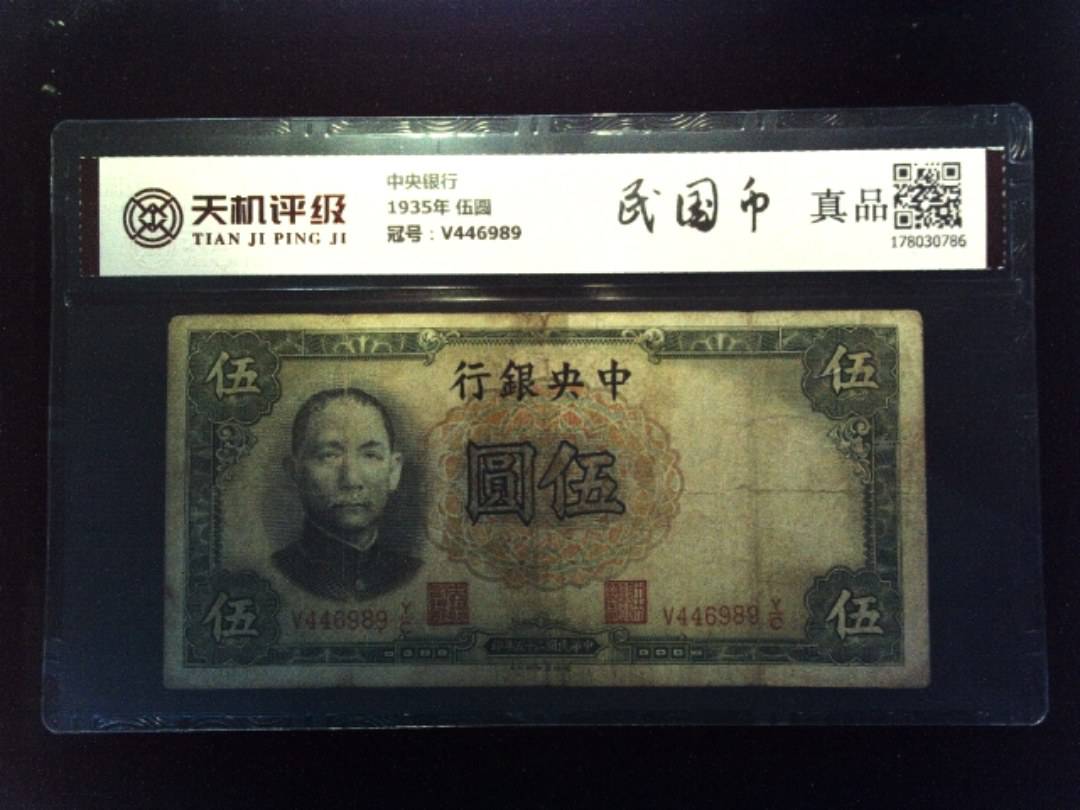 天机评级
TIAN JI PING JI
中央银行
1935年 伍圆
冠号：V446989
民国币
真品
178030786
伍
伍
行銀央中
圓伍
V446989 Y/C
V446989 Y/C
伍
伍